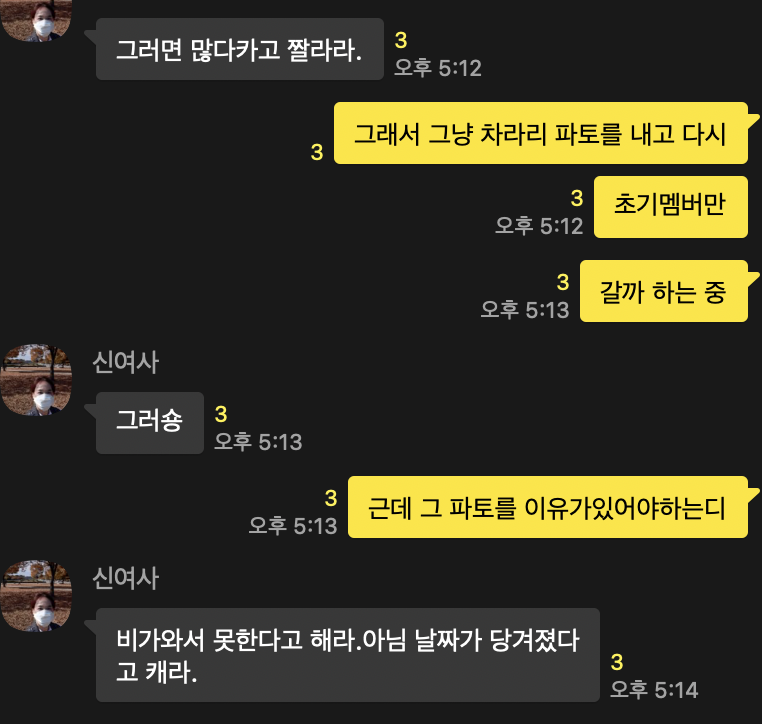 그러면 많다카고 짤라라.
3
오후 5:12
그래서 그냥 차라리 파토를 내고 다시
3
초기멤버만
3
오후 5:12
갈까 하는 중
3
오후 5:13
신여사
그러숑
3
오후 5:13
근데 그 파토를 이유가있어야하는디
3
오후 5:13
신여사
비가와서 못한다고 해라.아님 날짜가 당겨졌다
고 캐라.
3
오후 5:14